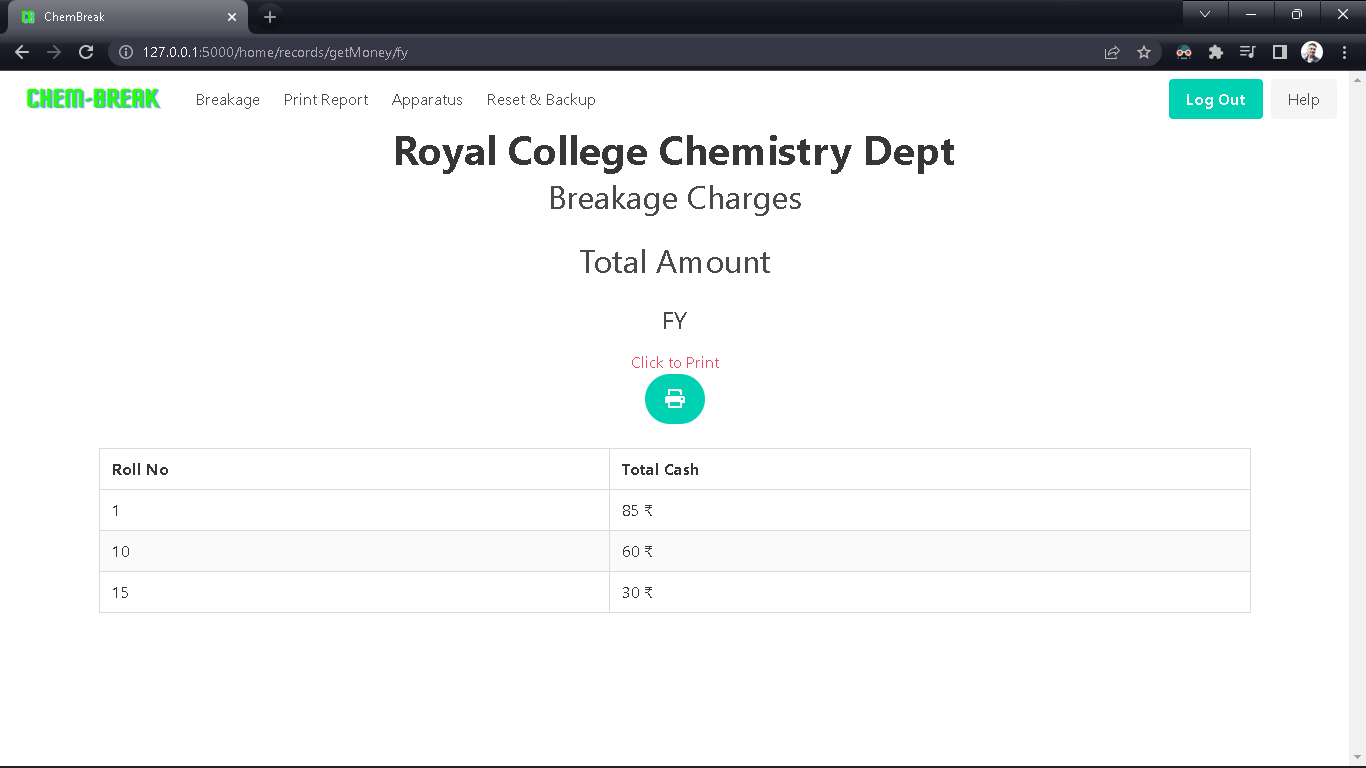 ChemBreak
127.0.0.1:5000/home/records/getMoney/fy
CHEM-BREAK Breakage Print Report Apparatus Reset & Backup Log Out Help
Royal College Chemistry Dept
Breakage Charges
Total Amount
FY
Click to Print
Roll No Total Cash
1 85 ₹
10 60 ₹
15 30 ₹